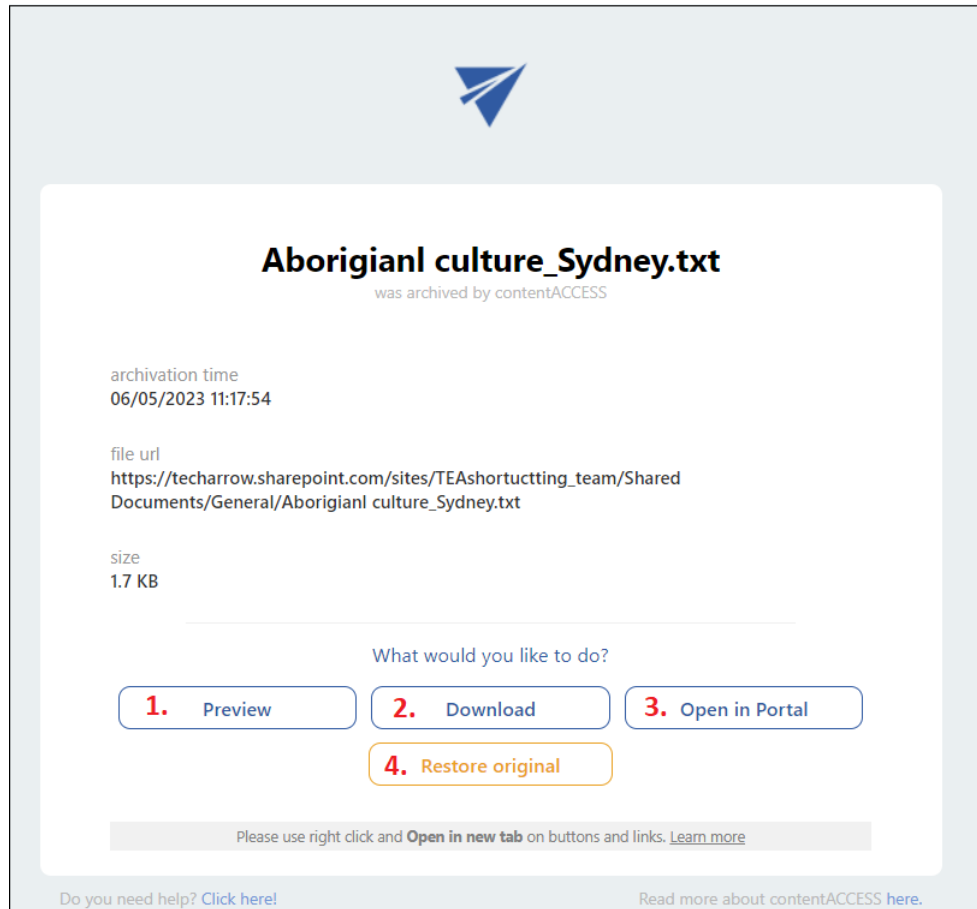 Aborigianl culture_Sydney.txt
was archived by contentACCESS
archivation time
06/05/2023 11:17:54
file url
https://techarrow.sharepoint.com/sites/TEAshortuctting_team/Shared
Documents/General/Aborigianl culture_Sydney.txt
size
1.7 KB
What would you like to do?
1. Preview 2. Download 3. Open in Portal
4. Restore original
Please use right click and Open in new tab on buttons and links. Learn more
Do you need help? Click here! Read more about contentACCESS here.